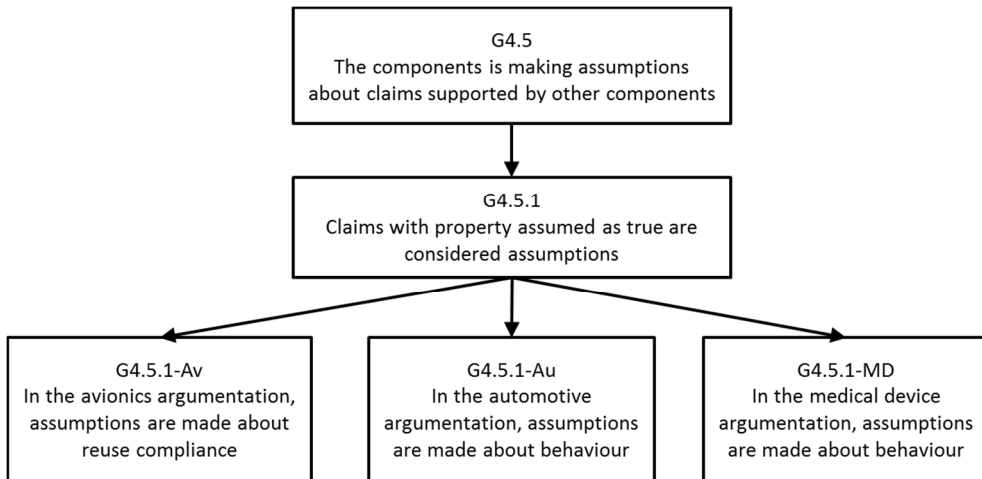 G4.5
The components is making assumptions
about claims supported by other components
G4.5.1
Claims with property assumed as true are
considered assumptions
G4.5.1-Av
In the avionics argumentation,
assumptions are made about
reuse compliance
G4.5.1-Au
In the automotive
argumentation, assumptions
are made about behaviour
G4.5.1-MD
In the medical device
argumentation, assumptions
are made about behaviour